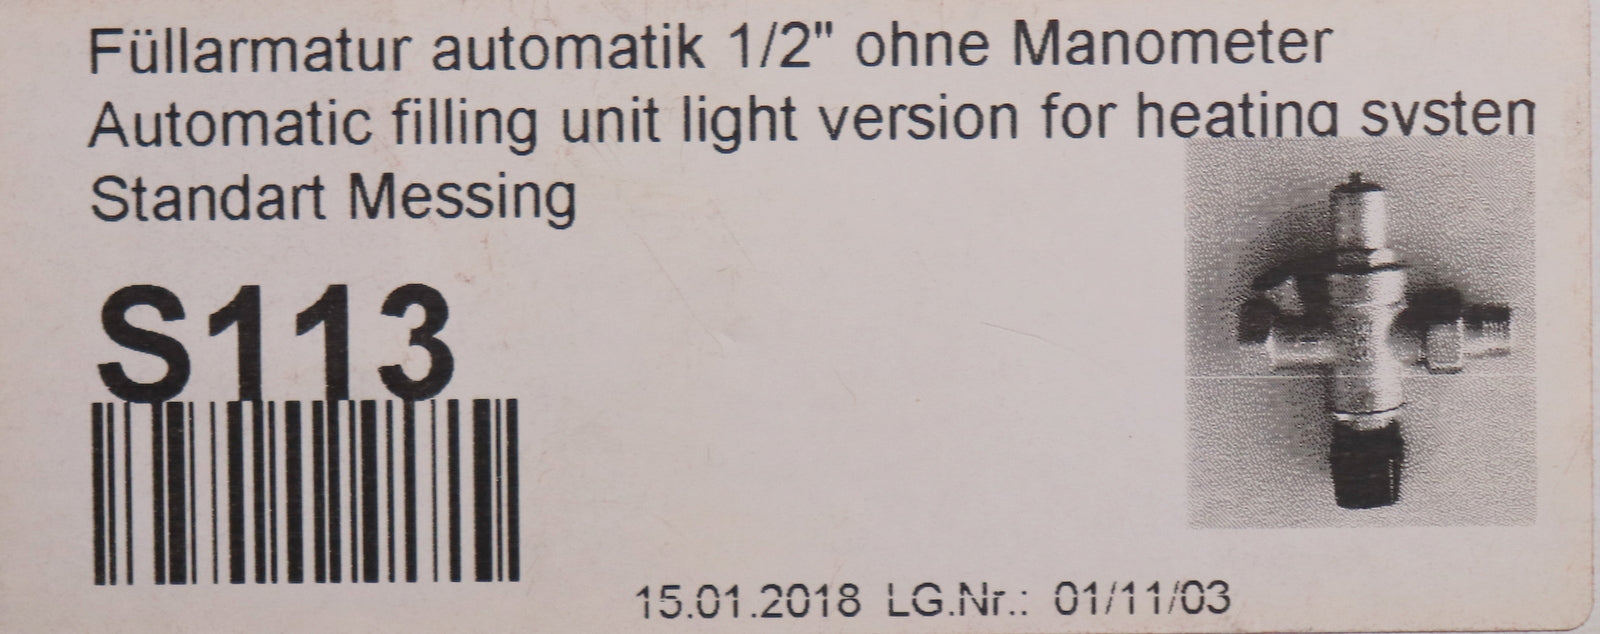 Füllarmatur automatik 1/2" ohne Manometer
Automatic filling unit light version for heating system
Standart Messing
S113
15.01.2018 LG.Nr.: 01/11/03